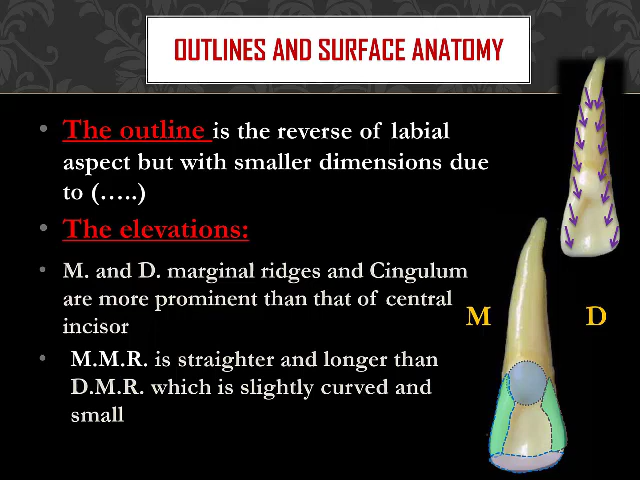 OUTLINES AND SURFACE ANATOMY
• The outline is the reverse of labial
aspect but with smaller dimensions due
to (…..)
• The elevations:
• M. and D. marginal ridges and Cingulum
are more prominent than that of central
incisor
• M.M.R. is straighter and longer than
D.M.R. which is slightly curved and
small
M D